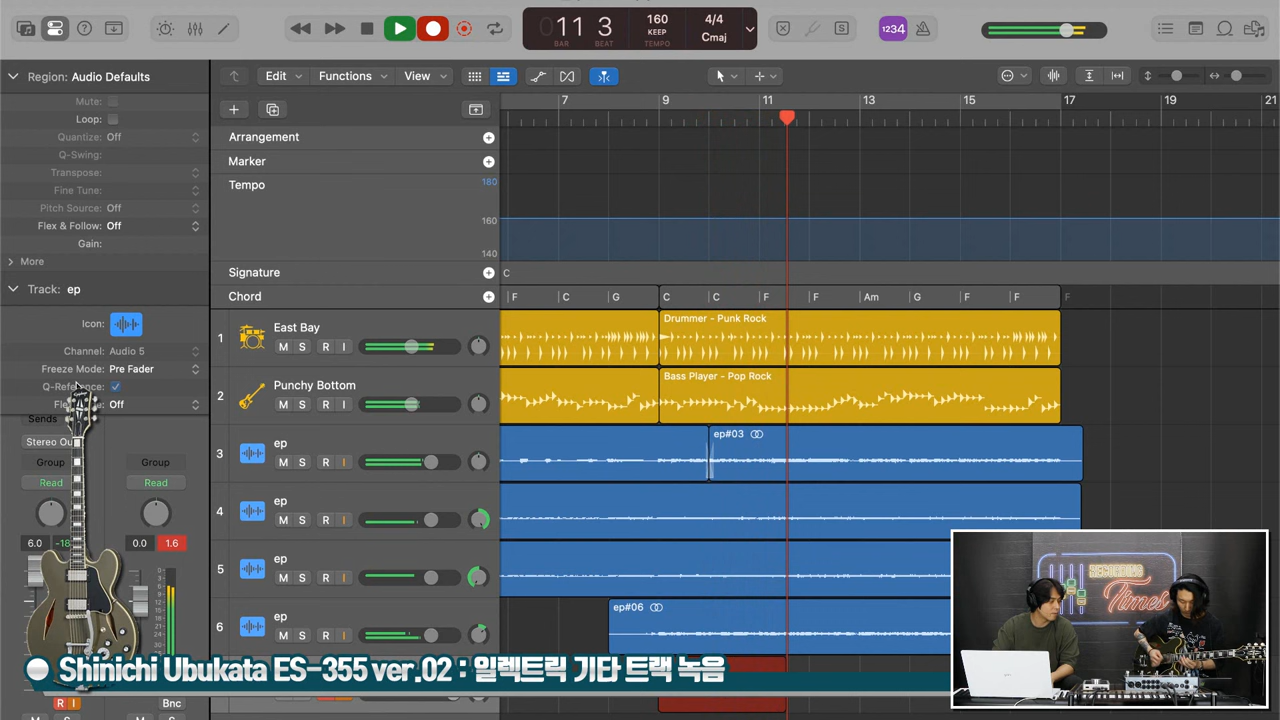 11 3
BAR BEAT
160
TEMPO
4/4
Cmaj
1234
S
Region: Audio Defaults
Mute:
Loop:
Quantize: Off
Q-Swing:
Transpose:
Fine Tune:
Pitch Source: Off
Flex & Follow: Off
Gain:
More
Track: ep
Icon:
Channel: Audio 5
Freeze Mode: Pre Fader
Off
Sends
Group Group
Read Read
6.0 0.0 1.6
R I Bnc
M S M S
Edit Functions View
7 9 11 13 15 17 19 21
Arrangement
Marker
Tempo
180
160
140
Signature
C
Chord
F C G C C F F Am G F F F
1 East Bay
M S R I
Drummer - Punk Rock
2 Punchy Bottom
M S R I
Bass Player - Pop Rock
3 ep
M S R I
ep#03
4 ep
M S R I
5 ep
M S R I
6 ep
M S R I
ep#06
RECORDING
Times
Shinichi Ubukata ES-355 ver.02 : 일렉트릭 기타 트랙 녹음